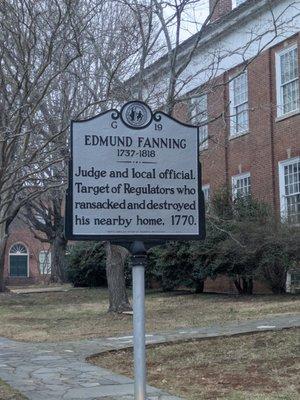 G 19
EDMUND FANNING
1737-1818
Judge and local official.
Target of Regulators who
ransacked and destroyed
his nearby home, 1770.